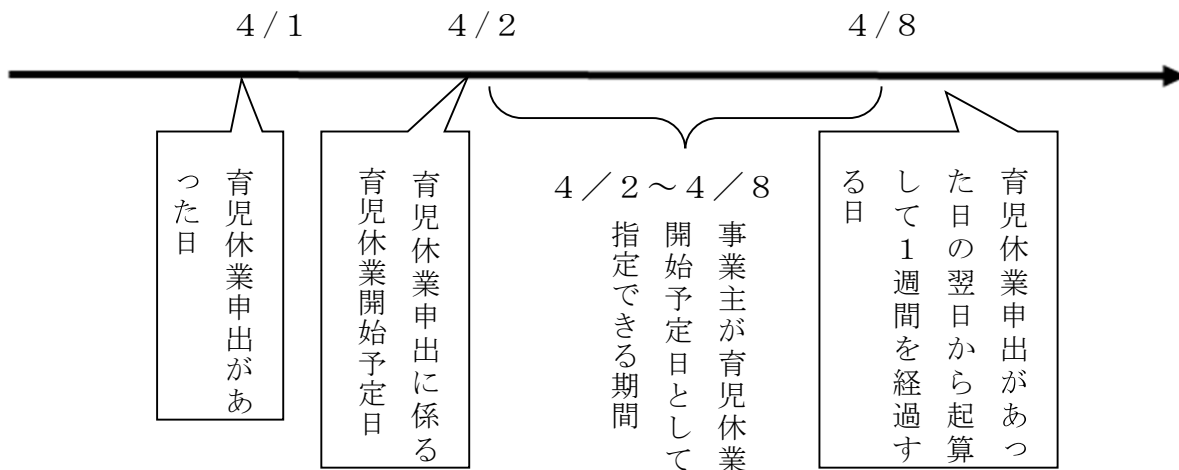 4/1
4/2
4/8
育児休業申出があ
った日
育児休業申出に係る
育児休業開始予定日
4/2~4/8
事業主が育児休業
開始予定日として
指定できる期間
育児休業申出があっ
た日の翌日から起算
して1週間を経過す
る日